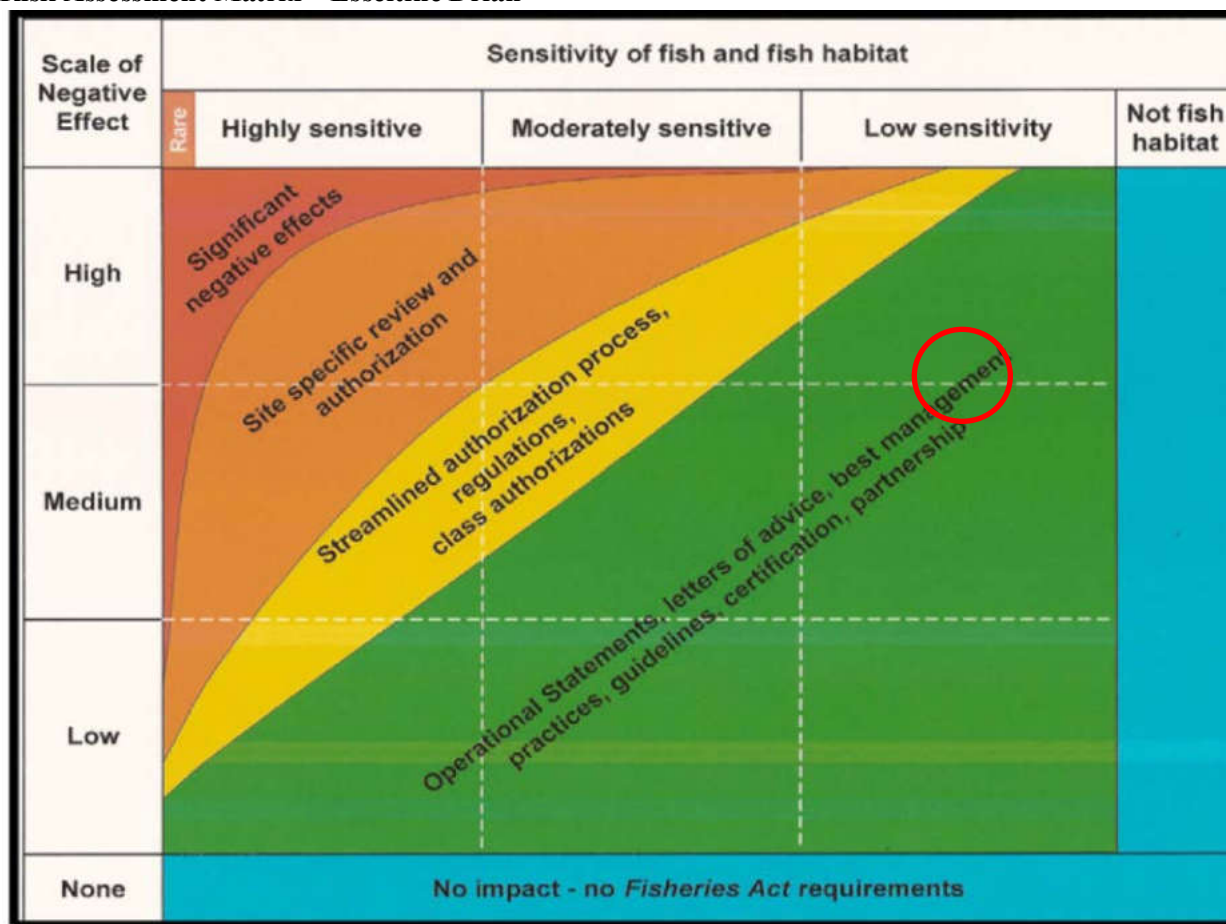 Scale of
Negative
Effect
Sensitivity of fish and fish habitat
Rare
Highly sensitive
Moderately sensitive
Low sensitivity
Not fish
habitat
High
Medium
Low
None
Significant
negative effects
Site specific review and
authorization
Streamlined authorization process,
regulations,
class authorizations
Operational Statements, letters of advice, best management
practices, guidelines, certification, partnership
No impact - no Fisheries Act requirements